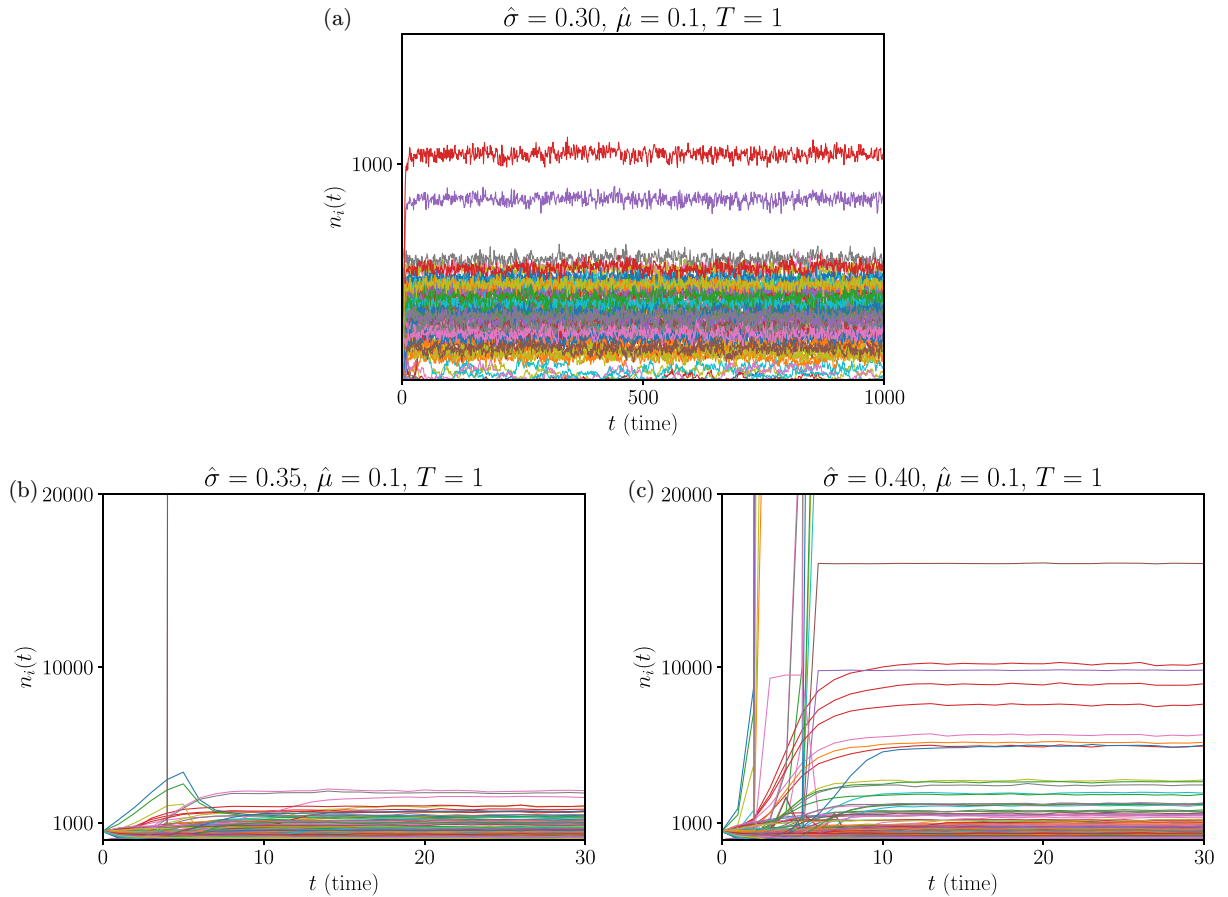 (a)
σ̂ = 0.30, μ̂ = 0.1, T = 1
1000
n_i(t)
0 500 1000
t (time)
(b)
σ̂ = 0.35, μ̂ = 0.1, T = 1
20000
10000
1000
n_i(t)
0 10 20 30
t (time)
(c)
σ̂ = 0.40, μ̂ = 0.1, T = 1
20000
10000
1000
n_i(t)
0 10 20 30
t (time)